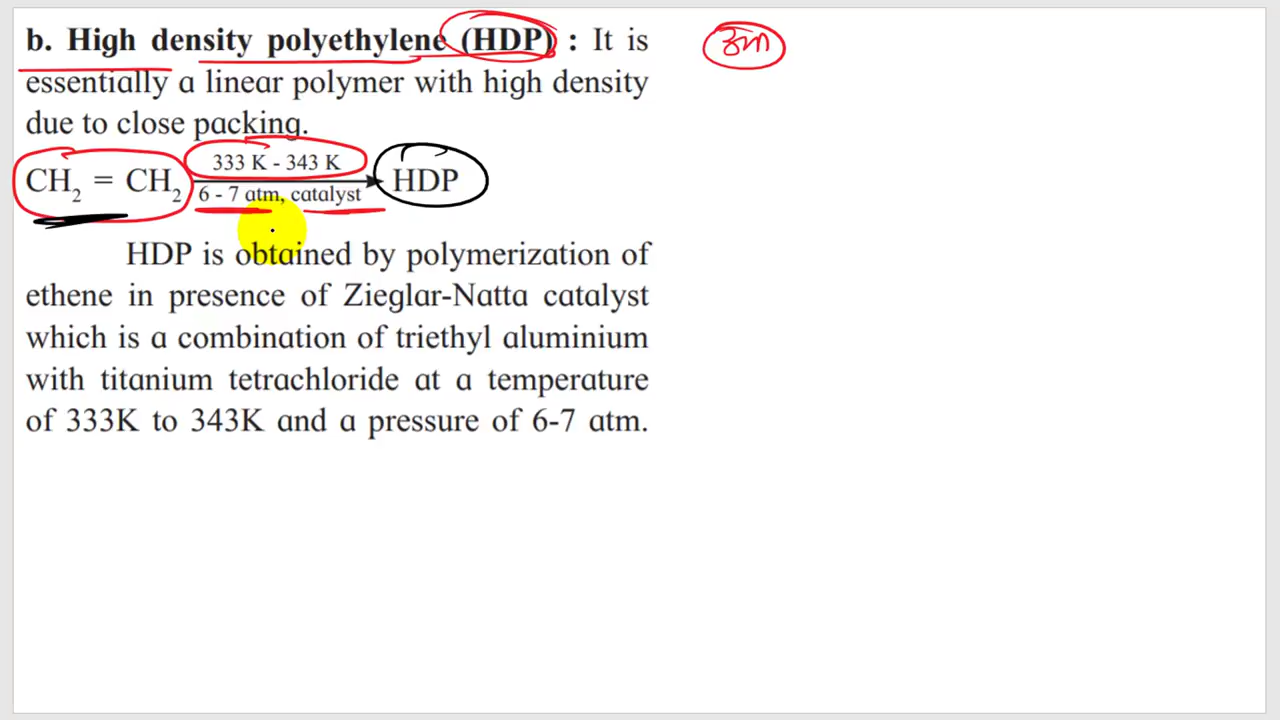 b. High density polyethylene (HDP) : It is
essentially a linear polymer with high density
due to close packing.
CH₂ = CH₂ 333 K - 343 K 6 - 7 atm, catalyst HDP
HDP is obtained by polymerization of
ethene in presence of Zieglar-Natta catalyst
which is a combination of triethyl aluminium
with titanium tetrachloride at a temperature
of 333K to 343K and a pressure of 6-7 atm.